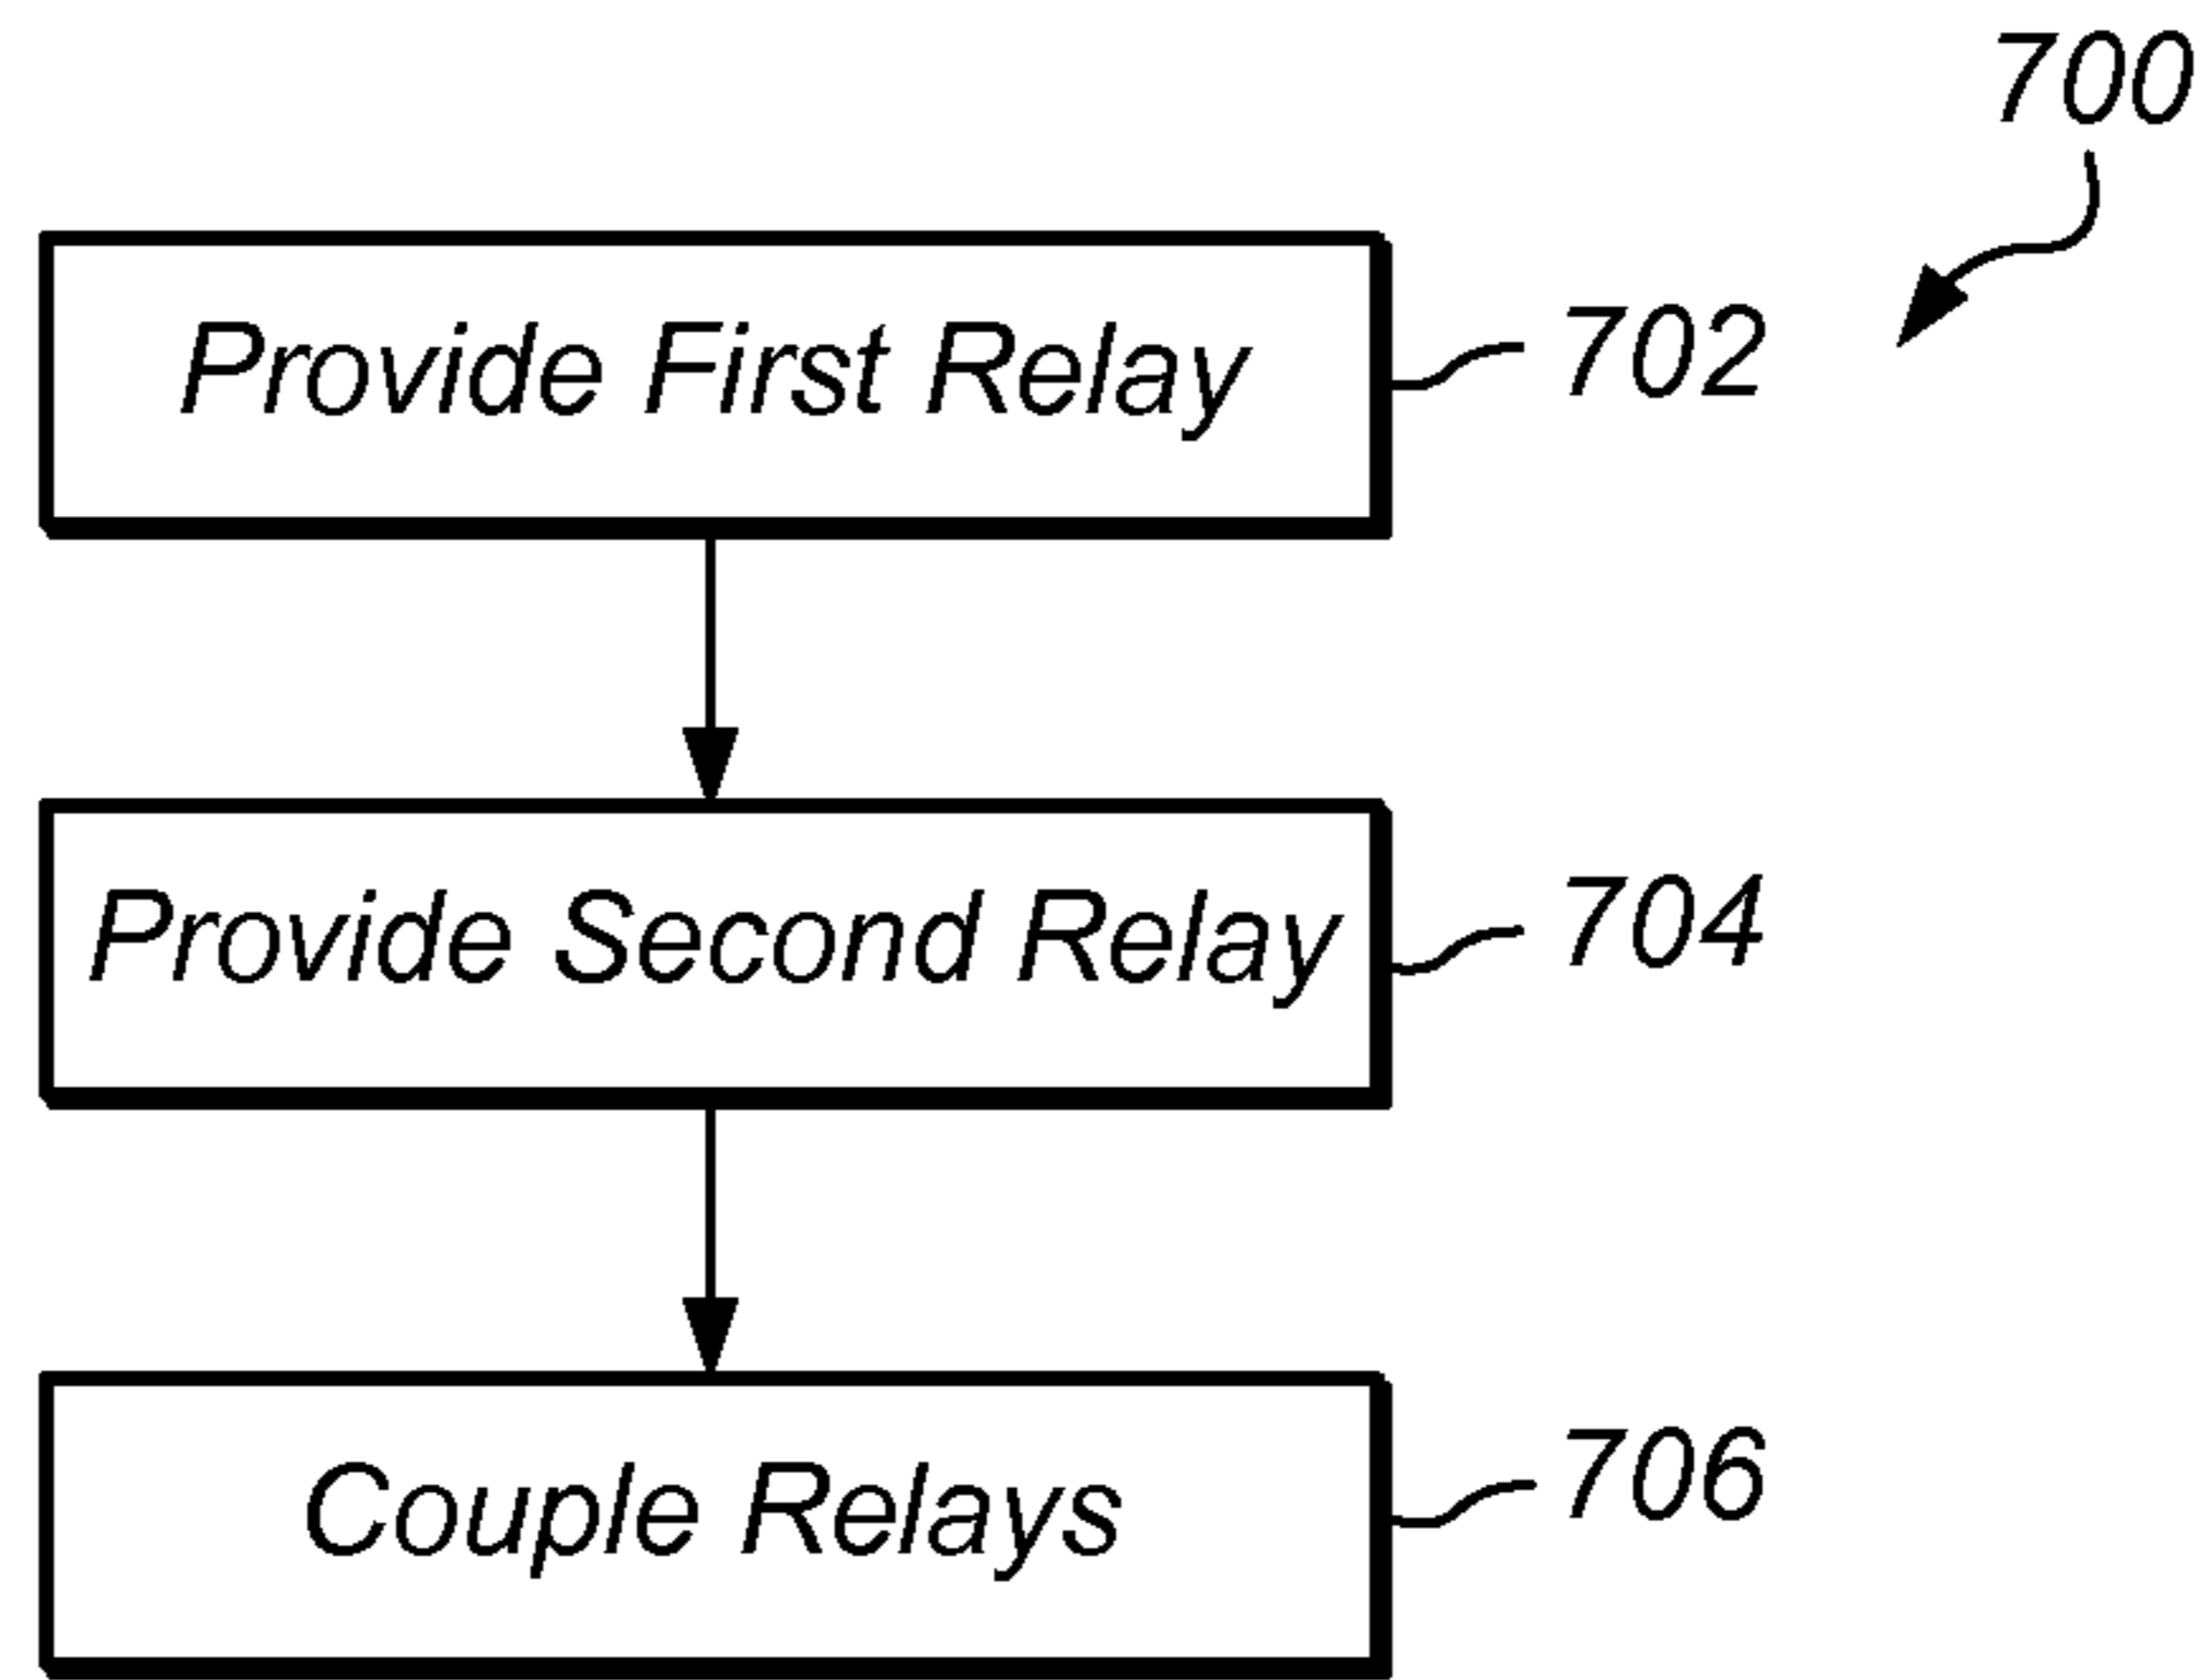 700
Provide First Relay
702
Provide Second Relay
704
Couple Relays
706